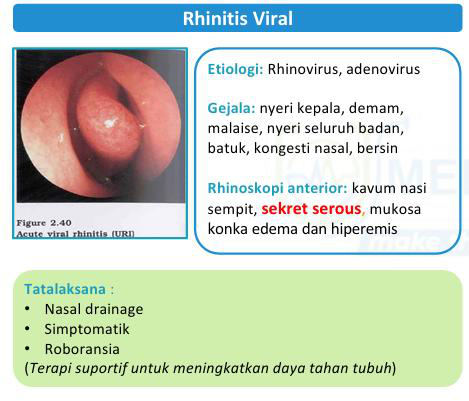 Rhinitis Viral
Figure 2.40
Acute viral rhinitis (URI)
Etiologi: Rhinovirus, adenovirus
Gejala: nyeri kepala, demam,
malaise, nyeri seluruh badan,
batuk, kongesti nasal, bersin
Rhinoskopi anterior: kavum nasi
sempit, sekret serous, mukosa
konka edema dan hiperemis
Tatalaksana :
• Nasal drainage
• Simptomatik
• Roboransia
(Terapi suportif untuk meningkatkan daya tahan tubuh)